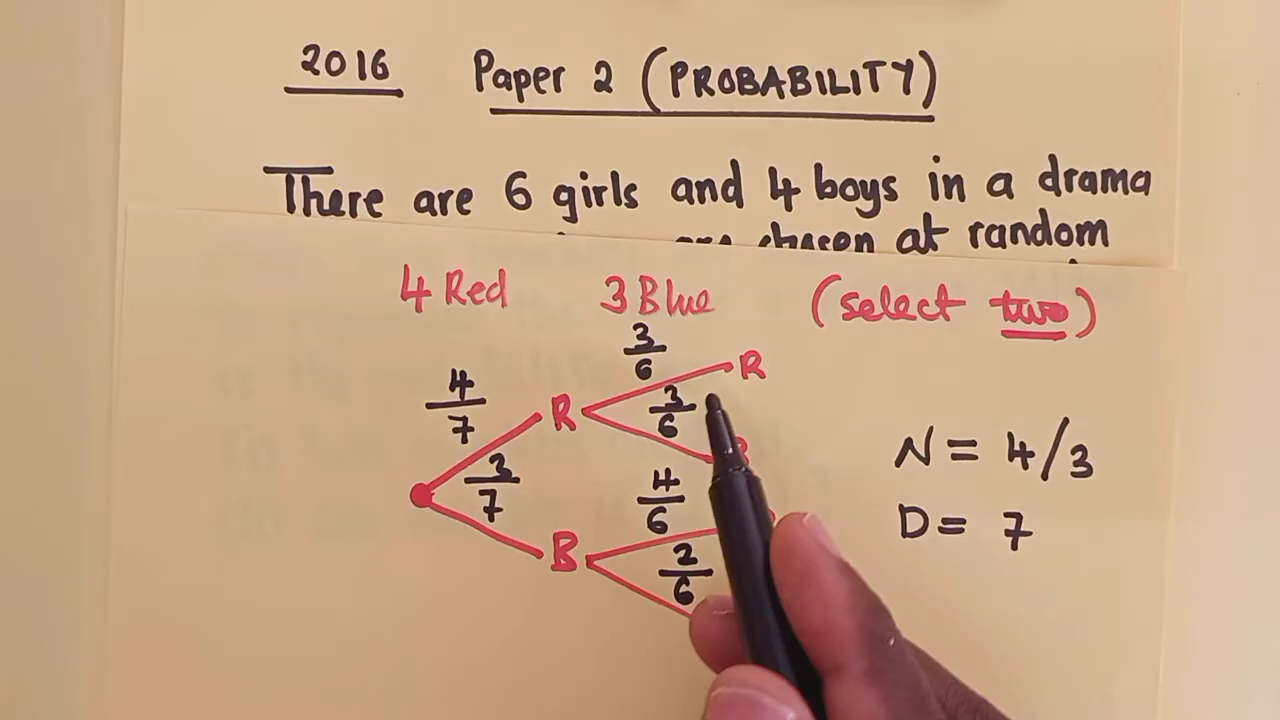 2016 Paper 2 (PROBABILITY)
There are 6 girls and 4 boys in a drama
are chosen at random
4 Red 3 Blue (select two)
3/6 R
4/7 R 3/6
N = 4/3
3/7 4/6
D = 7
B 2/6